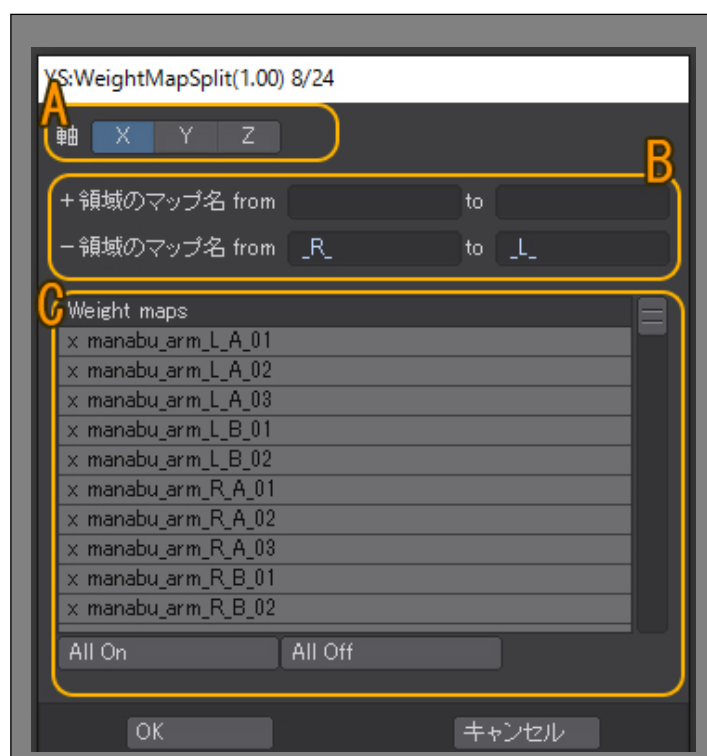 YS:WeightMapSplit(1.00) 8/24
A
軸 X Y Z
B
+領域のマップ名 from to
-領域のマップ名 from _R_ to _L_
C
Weight maps
x manabu_arm_L_A_01
x manabu_arm_L_A_02
x manabu_arm_L_A_03
x manabu_arm_L_B_01
x manabu_arm_L_B_02
x manabu_arm_R_A_01
x manabu_arm_R_A_02
x manabu_arm_R_A_03
x manabu_arm_R_B_01
x manabu_arm_R_B_02
All On All Off
OK キャンセル